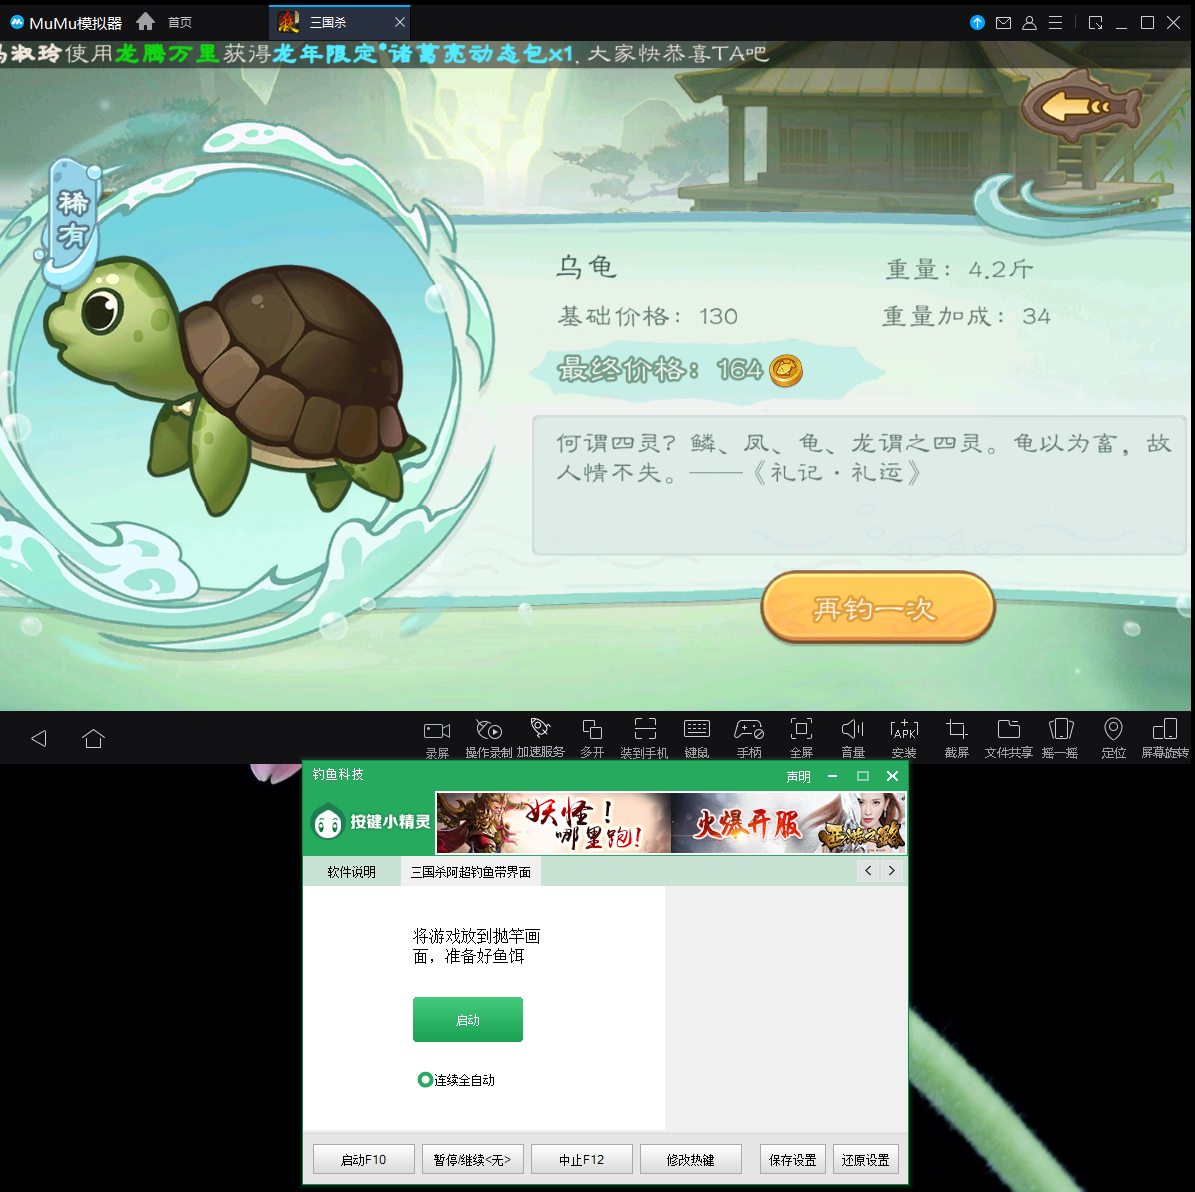 MuMu模拟器 首页 三国杀
淑玲使用龙腾万里获得龙年限定*诸葛亮动态包x1, 大家快恭喜TA吧
稀有
乌龟 重量：4.2斤
基础价格：130 重量加成：34
最终价格：164
何谓四灵？鳞、凤、龟、龙谓之四灵。龟以为畜，故
人情不失。——《礼记·礼运》
再钓一次
录屏 操作录制 加速服务 多开 装到手机 键鼠 手柄 全屏 音量 APK 安装 截屏 文件共享 摇一摇 定位 屏幕旋转
钓鱼科技 声明
按键小精灵 妖怪！ 哪里跑！ 火爆开服
软件说明 三国杀阿超钓鱼带界面
将游戏放到抛竿画
面，准备好鱼饵
启动
连续全自动
启动F10 暂停/继续<无> 中止F12 修改热键 保存设置 还原设置